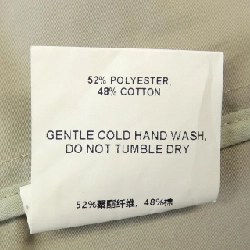 52% POLYESTER,
48% COTTON
GENTLE COLD HAND WASH,
DO NOT TUMBLE DRY
52%聚酯纤维, 48%棉